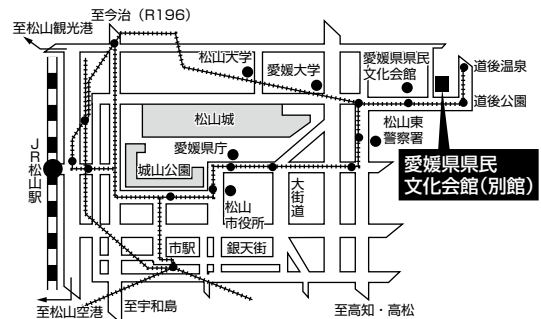 至今治（R196）
至松山観光港
松山大学
愛媛大学
愛媛県県民
文化会館
道後温泉
道後公園
松山城
松山東
警察署
愛媛県庁
城山公園
愛媛県県民
文化会館（別館）
JR松山駅
大街道
松山
市役所
市駅
銀天街
至松山空港
至宇和島
至高知・高松